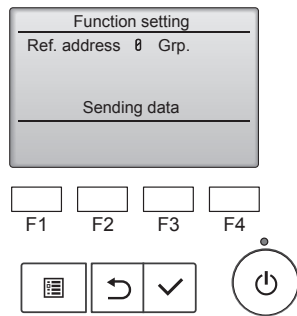 Function setting
Ref. address 0 Grp.
Sending data
F1 F2 F3 F4